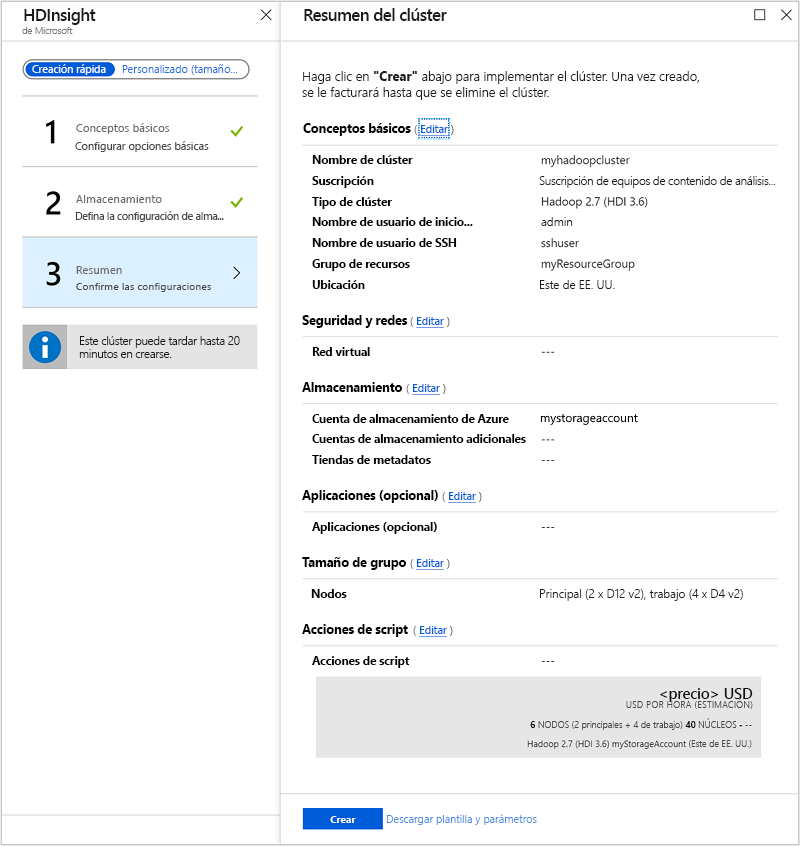 HDInsight
de Microsoft
Creación rápida Personalizado (tamaño...
1 Conceptos básicos
Configurar opciones básicas
2 Almacenamiento
Defina la configuración de alma...
3 Resumen
Confirme las configuraciones
Este clúster puede tardar hasta 20
minutos en crearse.
Resumen del clúster
Haga clic en "Crear" abajo para implementar el clúster. Una vez creado,
se le facturará hasta que se elimine el clúster.
Conceptos básicos (Editar)
Nombre de clúster myhadoopcluster
Suscripción Suscripción de equipos de contenido de análisis...
Tipo de clúster Hadoop 2.7 (HDI 3.6)
Nombre de usuario de inicio... admin
Nombre de usuario de SSH sshuser
Grupo de recursos myResourceGroup
Ubicación Este de EE. UU.
Seguridad y redes ( Editar )
Red virtual ---
Almacenamiento ( Editar )
Cuenta de almacenamiento de Azure mystorageaccount
Cuentas de almacenamiento adicionales ---
Tiendas de metadatos ---
Aplicaciones (opcional) ( Editar )
Aplicaciones (opcional) ---
Tamaño de grupo ( Editar )
Nodos Principal (2 x D12 v2), trabajo (4 x D4 v2)
Acciones de script ( Editar )
Acciones de script ---
<precio> USD
USD POR HORA (ESTIMACIÓN)
6 NODOS (2 principales + 4 de trabajo) 40 NÚCLEOS - --
Hadoop 2.7 (HDI 3.6) myStorageAccount (Este de EE. UU.)
Crear Descargar plantilla y parámetros